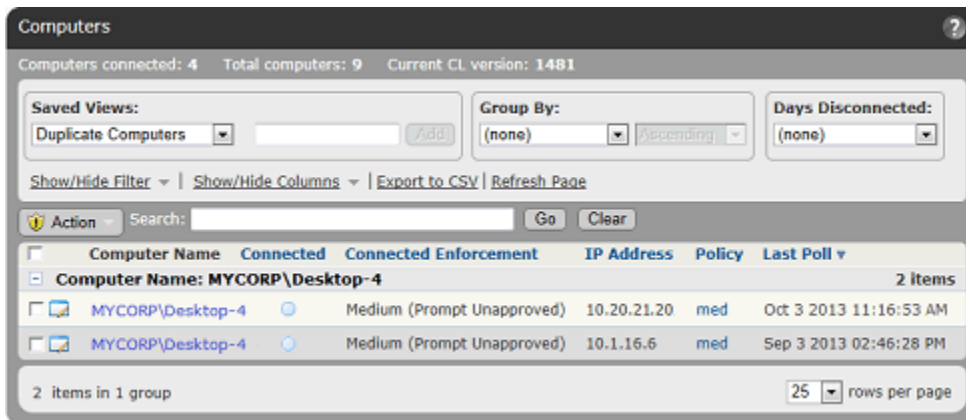 Computers ?
Computers connected: 4 Total computers: 9 Current CL version: 1481
Saved Views: Group By: Days Disconnected:
Duplicate Computers Add (none) Ascending (none)
Show/Hide Filter | Show/Hide Columns | Export to CSV | Refresh Page
Action Search: Go Clear
Computer Name Connected Connected Enforcement IP Address Policy Last Poll
Computer Name: MYCORP\Desktop-4 2 items
MYCORP\Desktop-4 Medium (Prompt Unapproved) 10.20.21.20 med Oct 3 2013 11:16:53 AM
MYCORP\Desktop-4 Medium (Prompt Unapproved) 10.1.16.6 med Sep 3 2013 02:46:28 PM
2 items in 1 group 25 rows per page